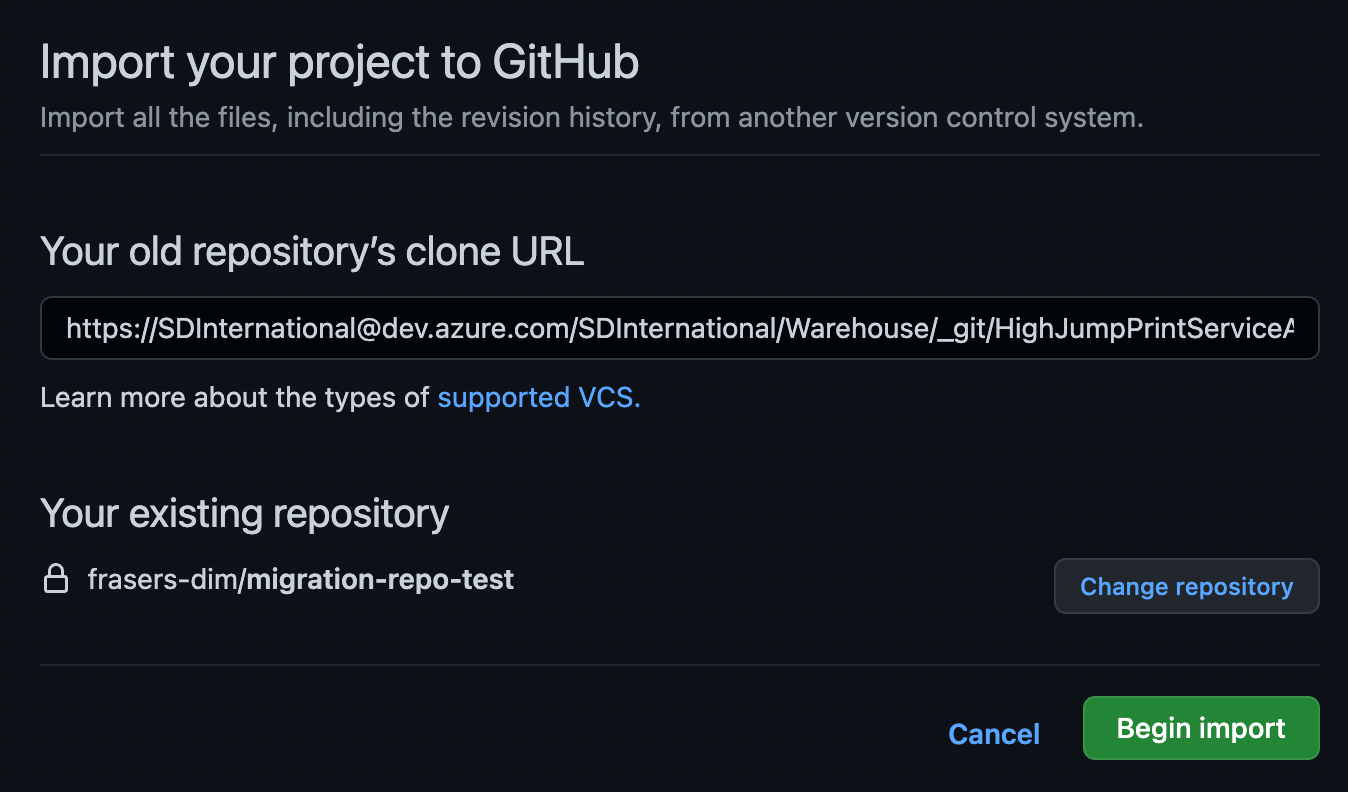 Import your project to GitHub
Import all the files, including the revision history, from another version control system.
Your old repository’s clone URL
https://SDInternational@dev.azure.com/SDInternational/Warehouse/_git/HighJumpPrintServiceA
Learn more about the types of supported VCS.
Your existing repository
frasers-dim/migration-repo-test
Change repository
Cancel
Begin import